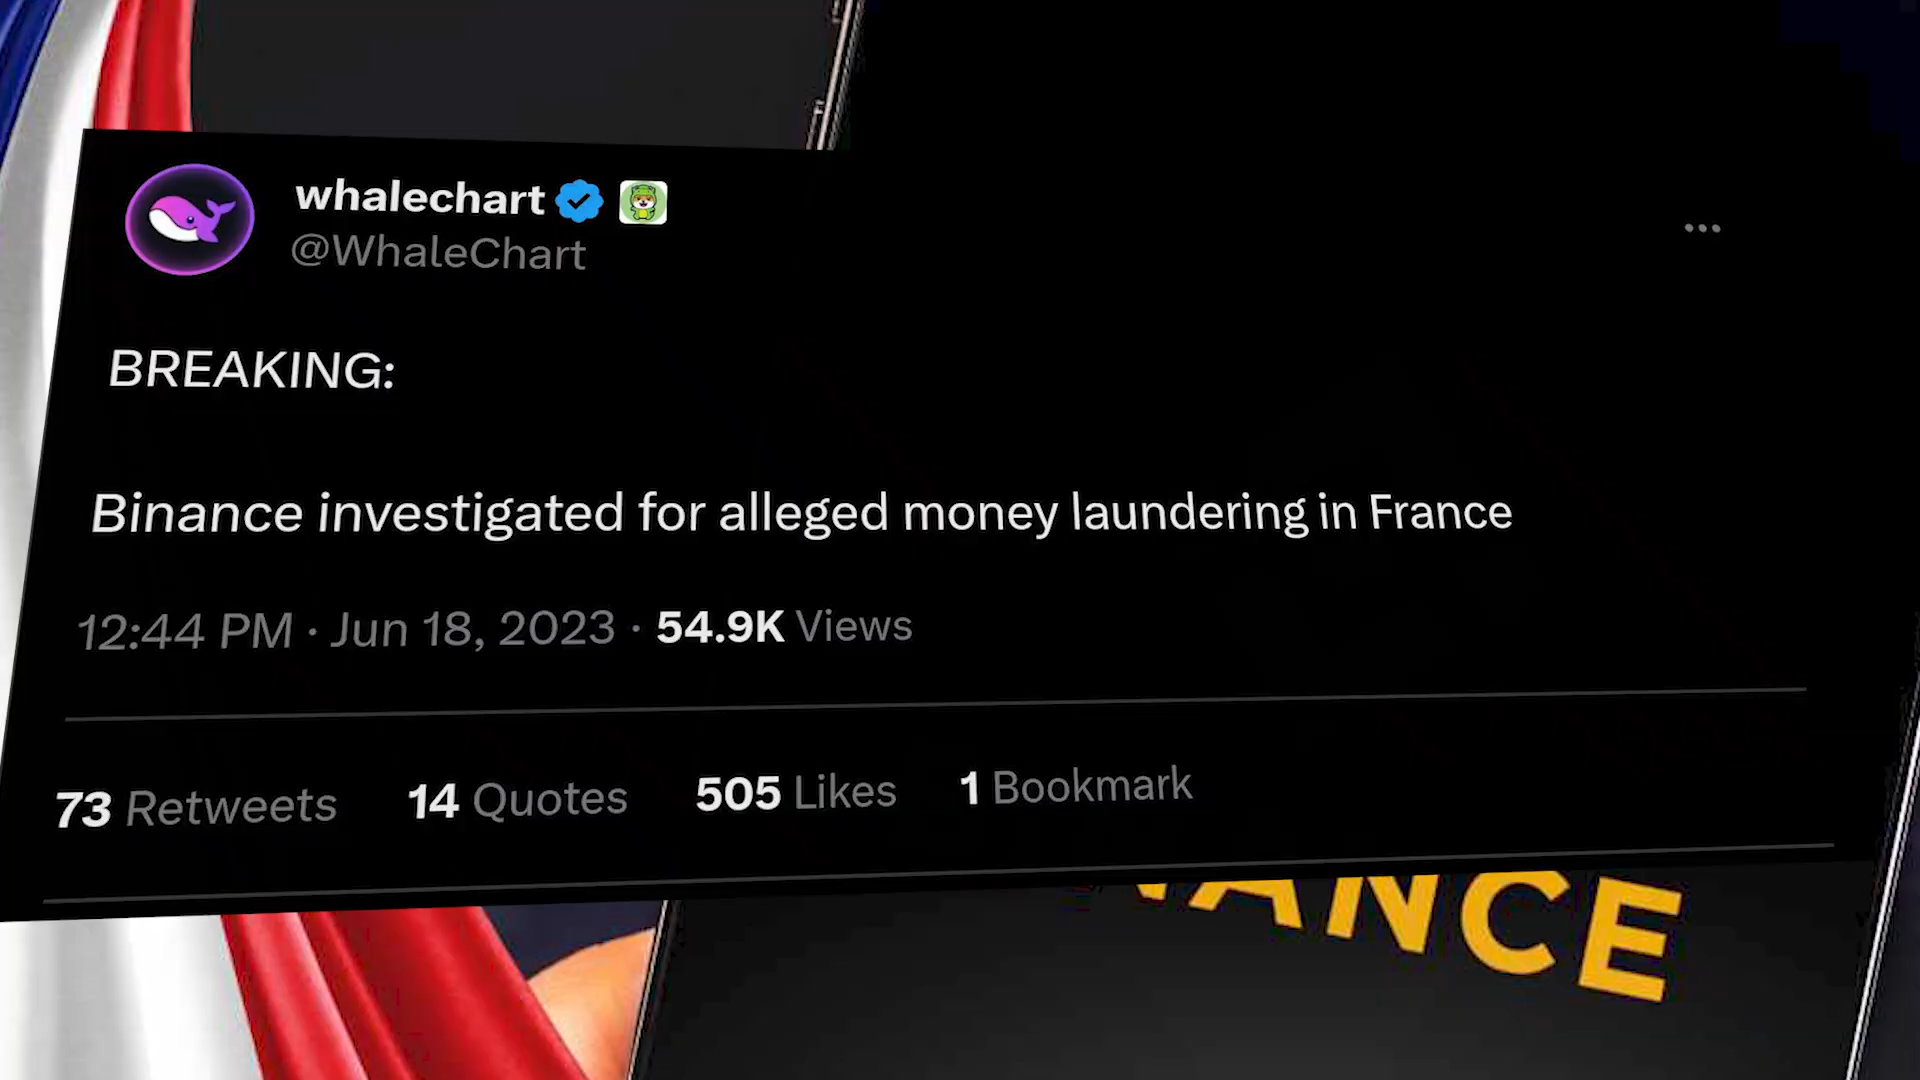 whalechart
@WhaleChart
BREAKING:
Binance investigated for alleged money laundering in France
12:44 PM · Jun 18, 2023 · 54.9K Views
73 Retweets 14 Quotes 505 Likes 1 Bookmark
NANCE